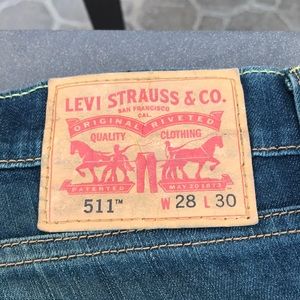 LEVI STRAUSS & CO.
SAN FRANCISCO
CAL.
ORIGINAL RIVETED
QUALITY CLOTHING
PATENTED MAY 20 1873
511™ W 28 L 30